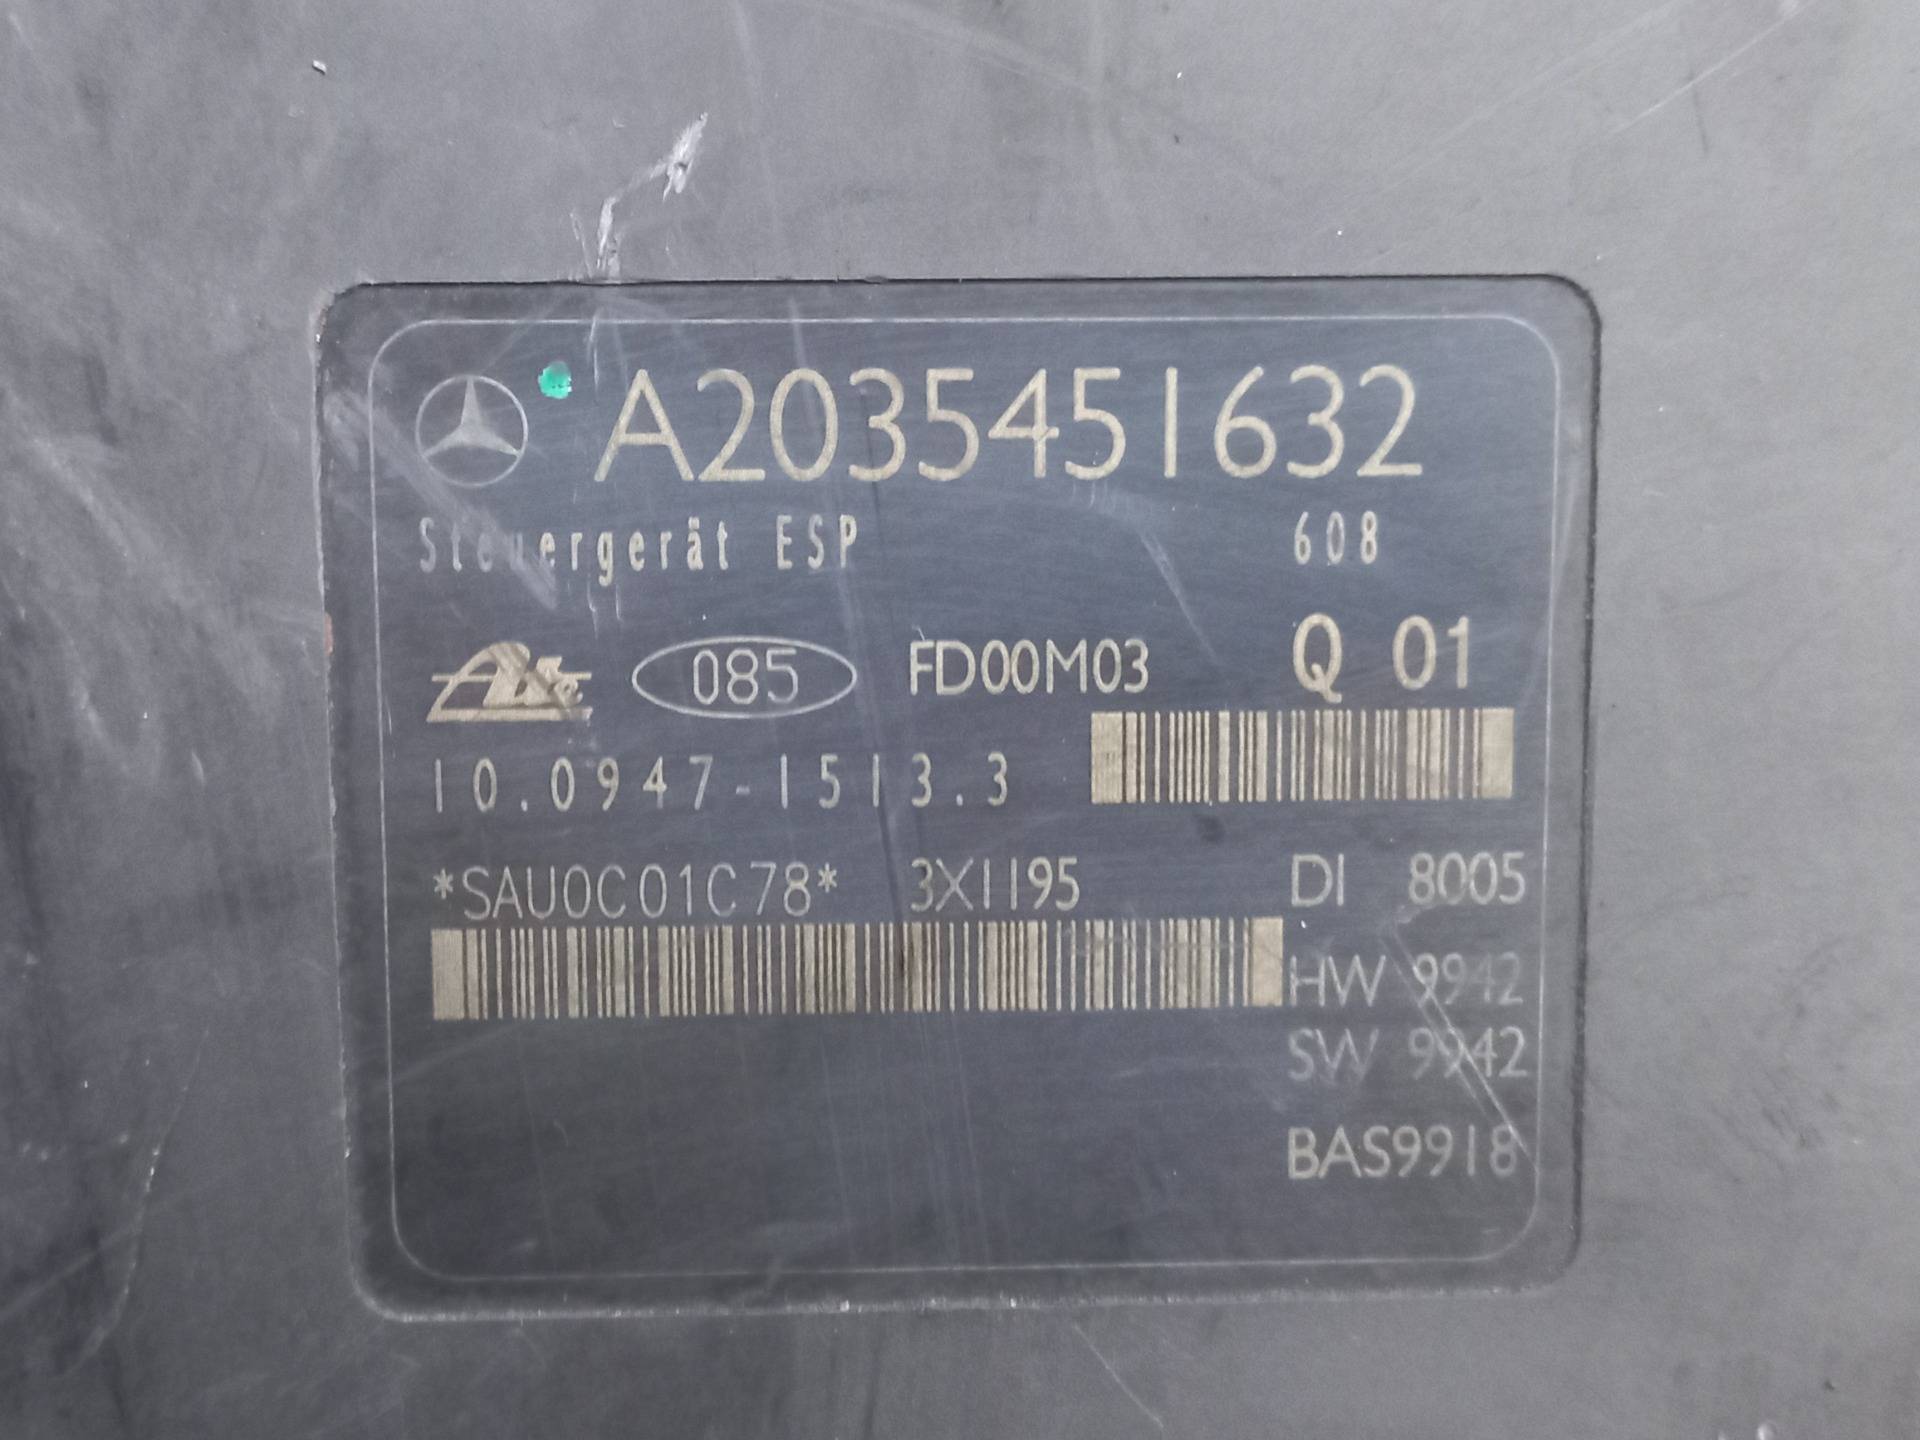 A2035451632
Steuergerät ESP 608
Ate 085 FD00M03 Q 01
10.0947-1513.3
*SAU0C01C78* 3X1195 DI 8005
HW 9942
SW 9942
BAS9918